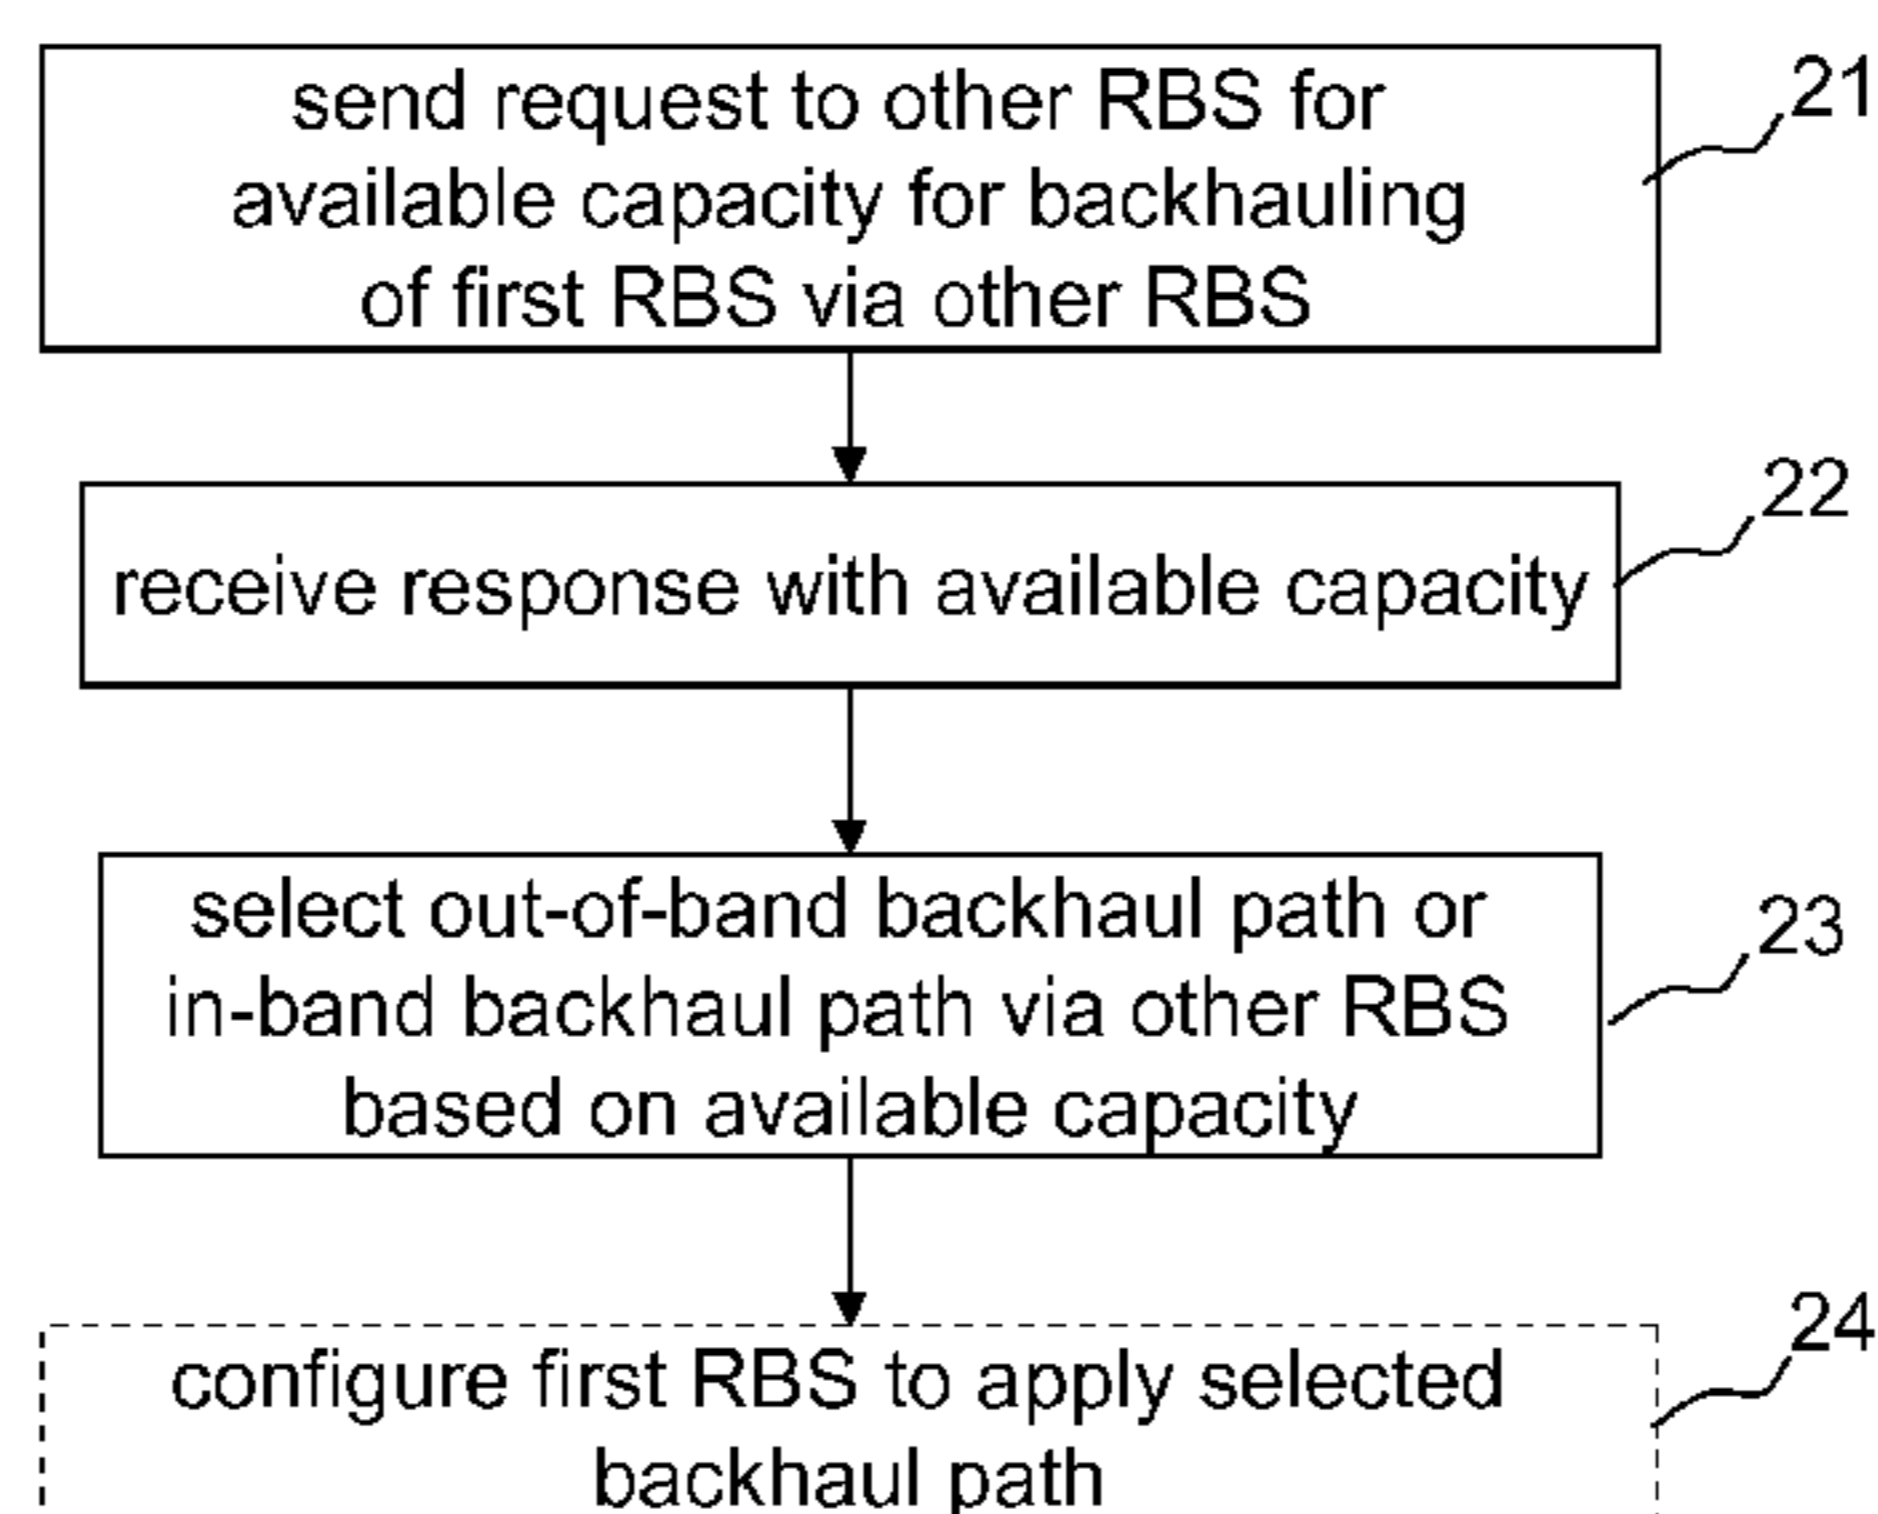 send request to other RBS for
available capacity for backhauling
of first RBS via other RBS
21
receive response with available capacity
22
select out-of-band backhaul path or
in-band backhaul path via other RBS
based on available capacity
23
configure first RBS to apply selected
backhaul path
24